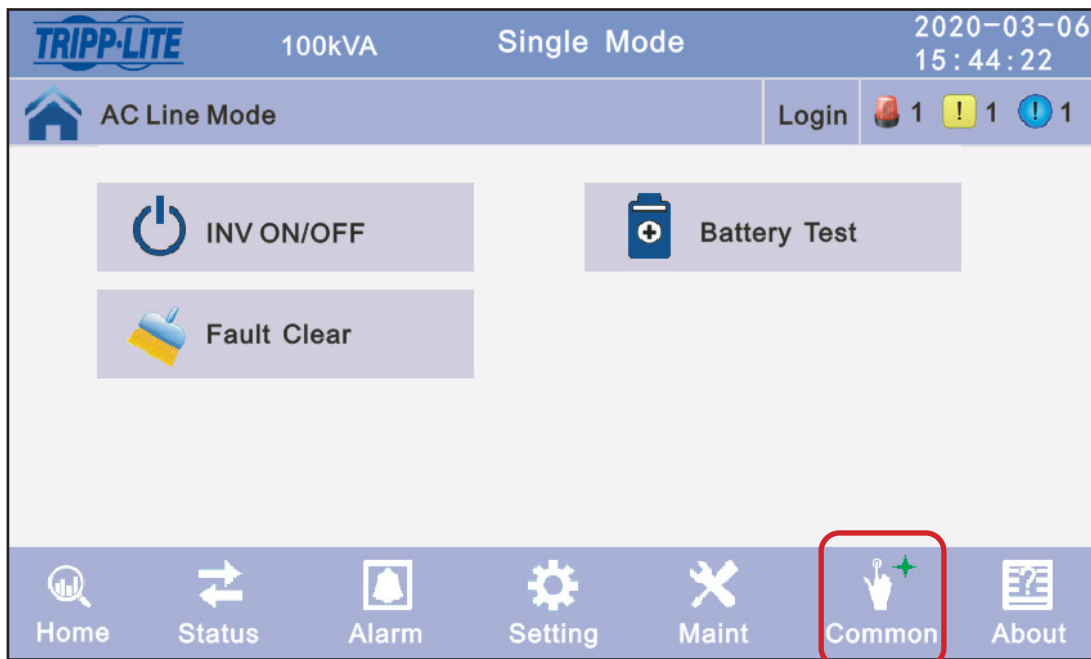 TRIPP·LITE 100kVA Single Mode 2020-03-06
15:44:22
AC Line Mode Login 1 ! 1 ! 1
INV ON/OFF Battery Test
Fault Clear
Home Status Alarm Setting Maint Common About